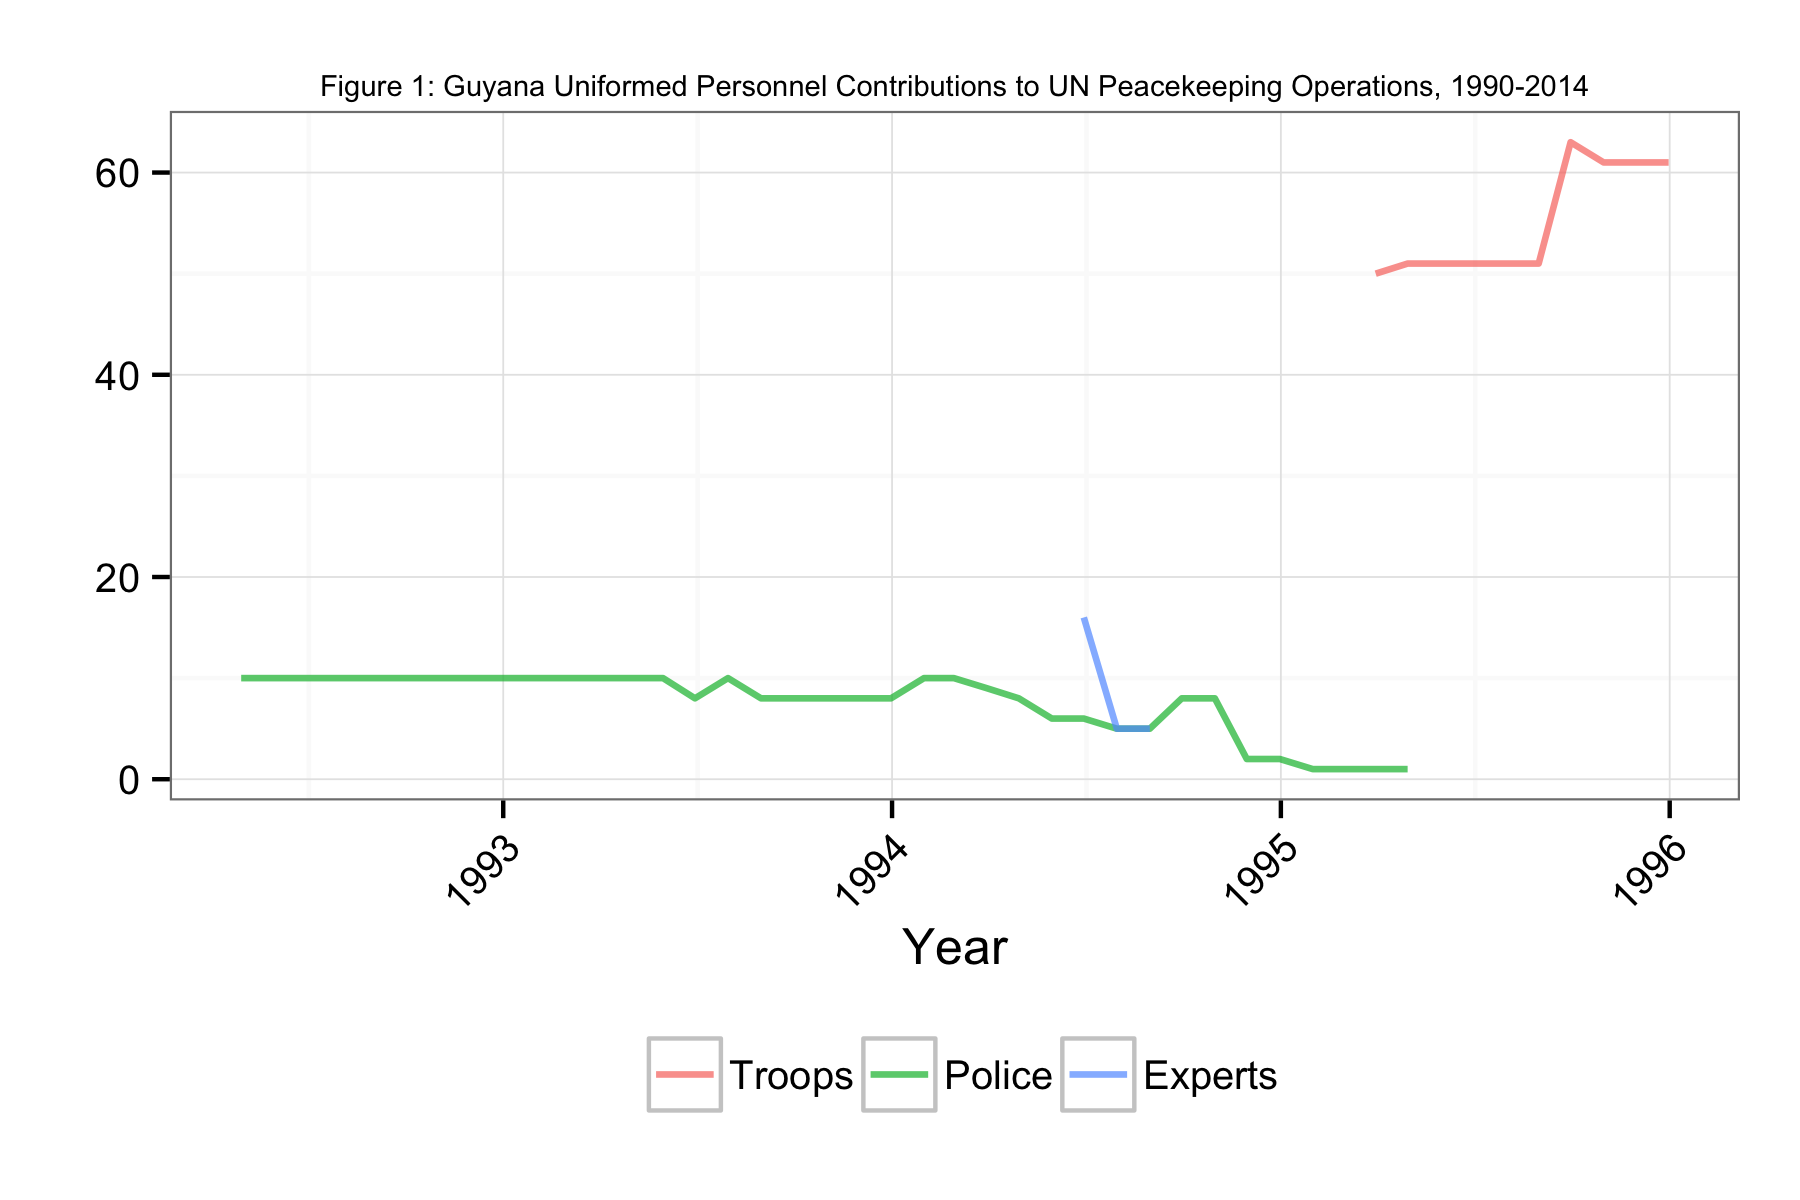 Figure 1: Guyana Uniformed Personnel Contributions to UN Peacekeeping Operations, 1990-2014
60
40
20
0
1993 1994 1995 1996
Year
Troops Police Experts